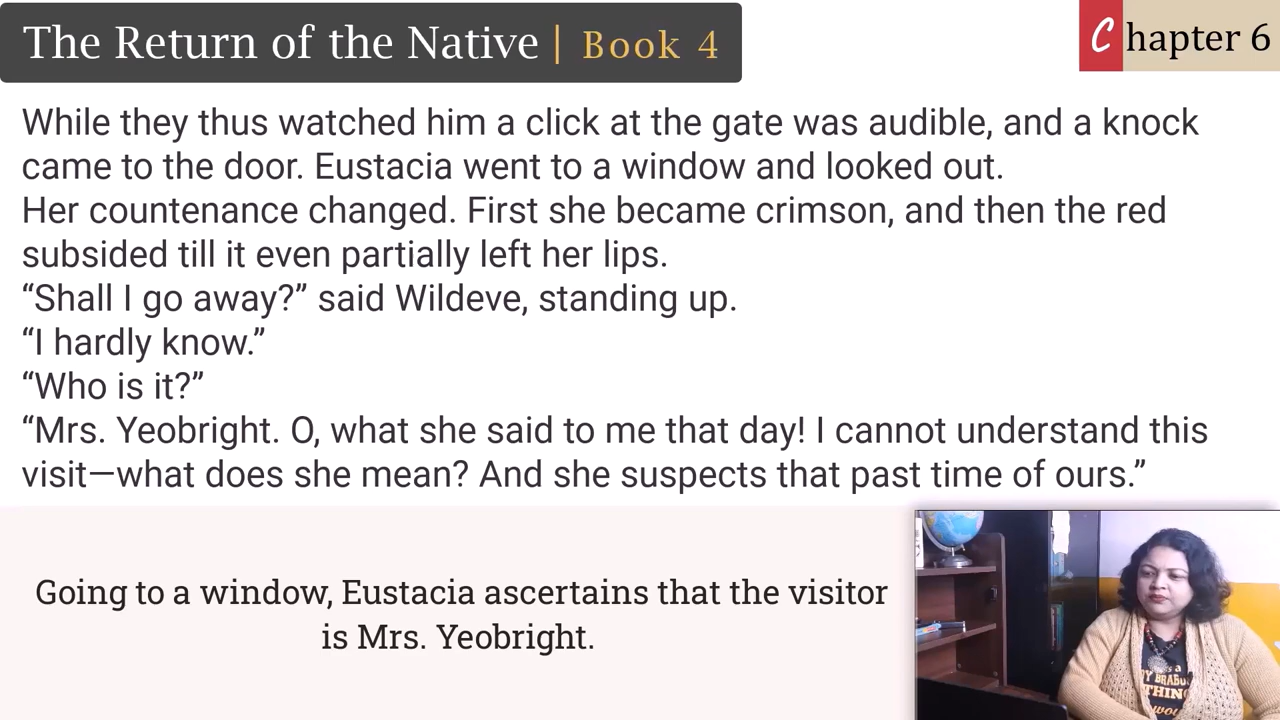 The Return of the Native | Book 4
Chapter 6
While they thus watched him a click at the gate was audible, and a knock
came to the door. Eustacia went to a window and looked out.
Her countenance changed. First she became crimson, and then the red
subsided till it even partially left her lips.
“Shall I go away?” said Wildeve, standing up.
“I hardly know.”
“Who is it?”
“Mrs. Yeobright. O, what she said to me that day! I cannot understand this
visit—what does she mean? And she suspects that past time of ours.”
Going to a window, Eustacia ascertains that the visitor
is Mrs. Yeobright.